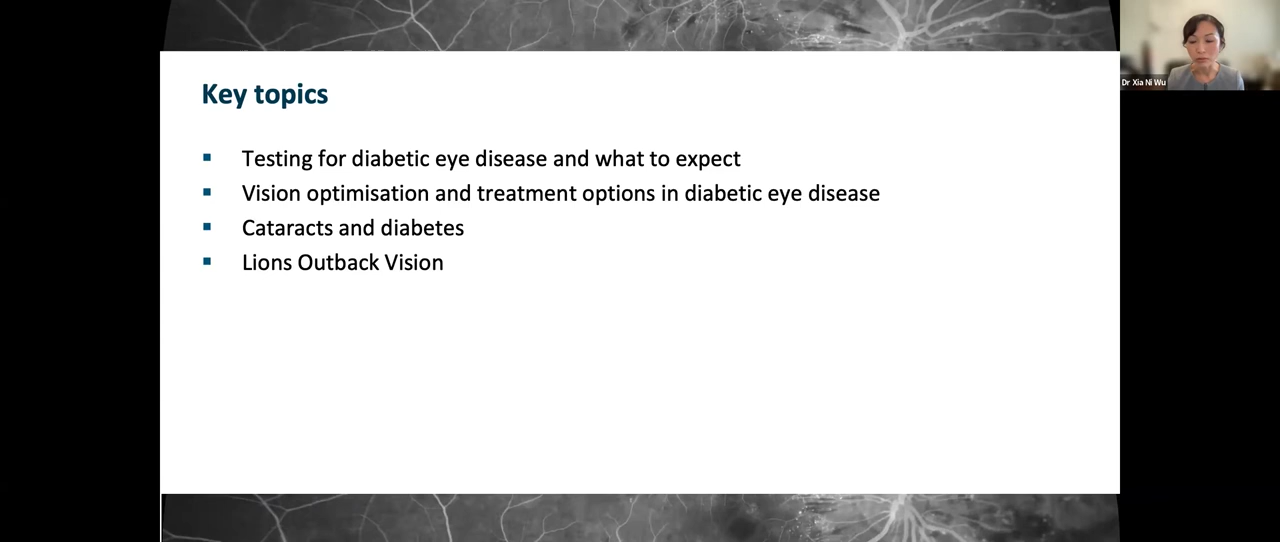 Key topics
Testing for diabetic eye disease and what to expect
Vision optimisation and treatment options in diabetic eye disease
Cataracts and diabetes
Lions Outback Vision
Dr Xia Ni Wu